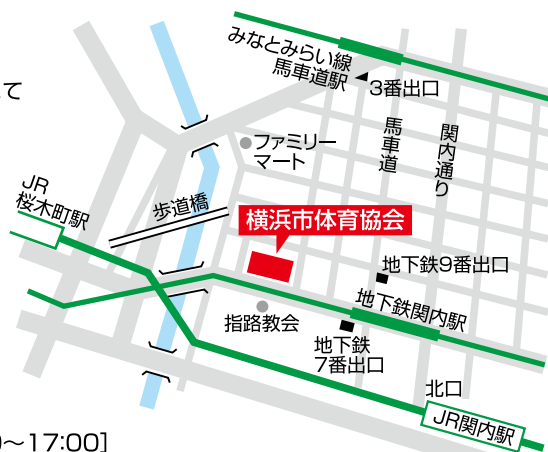 みなとみらい線
馬車道駅
3番出口
て
ファミリー
マート
馬車道
関内通り
JR
桜木町駅
歩道橋
横浜市体育協会
地下鉄9番出口
地下鉄関内駅
指路教会
地下鉄
7番出口
北口
JR関内駅
～17:00]